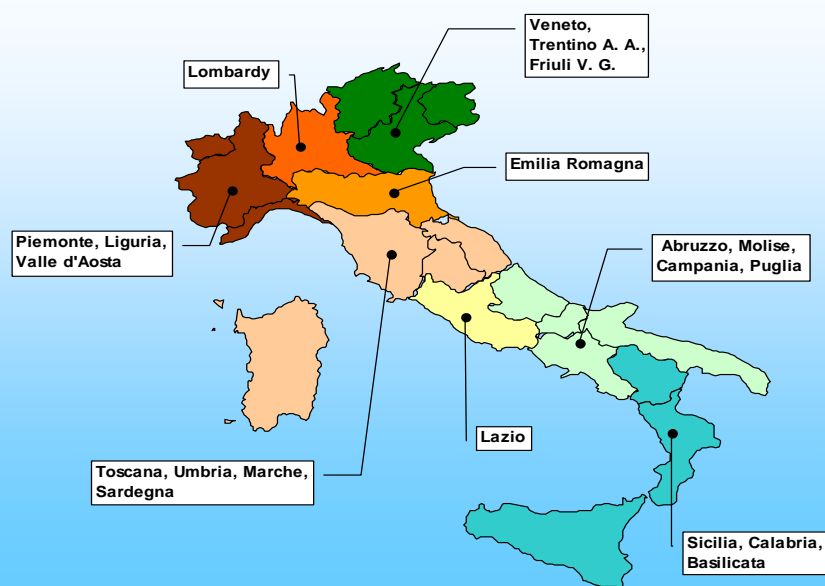 Veneto,
Trentino A. A.,
Friuli V. G.
Lombardy
Emilia Romagna
Piemonte, Liguria,
Valle d'Aosta
Abruzzo, Molise,
Campania, Puglia
Lazio
Toscana, Umbria, Marche,
Sardegna
Sicilia, Calabria,
Basilicata